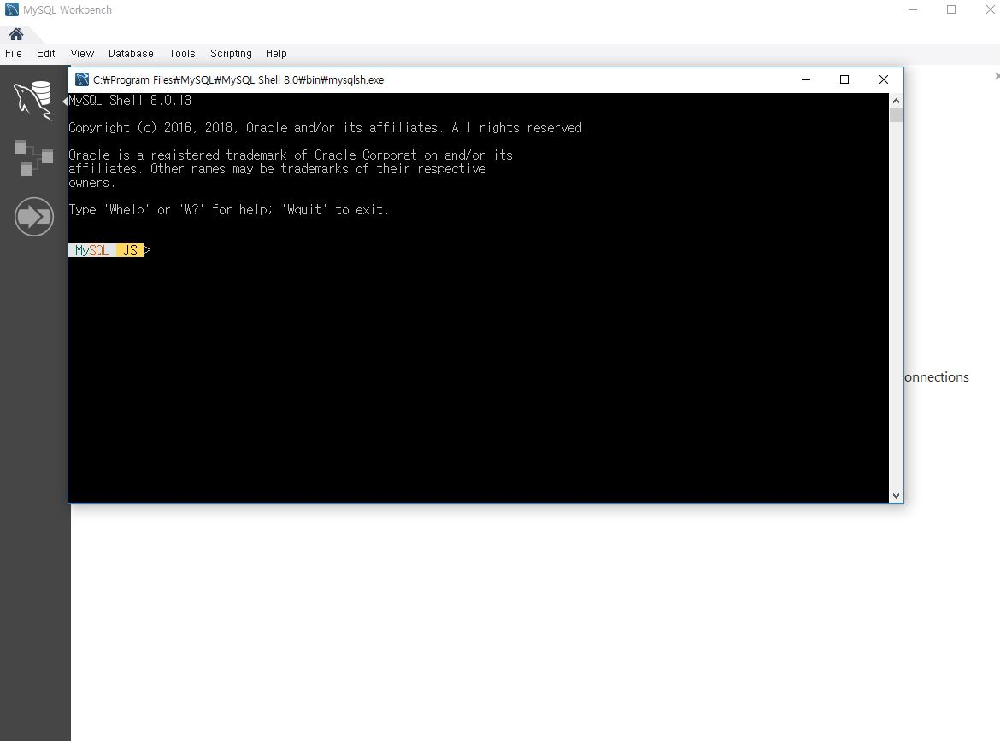 MySQL Workbench
File Edit View Database Tools Scripting Help
C:₩Program Files₩MySQL₩MySQL Shell 8.0₩bin₩mysqlsh.exe
MySQL Shell 8.0.13
Copyright (c) 2016, 2018, Oracle and/or its affiliates. All rights reserved.
Oracle is a registered trademark of Oracle Corporation and/or its
affiliates. Other names may be trademarks of their respective
owners.
Type '₩help' or '₩?' for help; '₩quit' to exit.
MySQL JS >
onnections